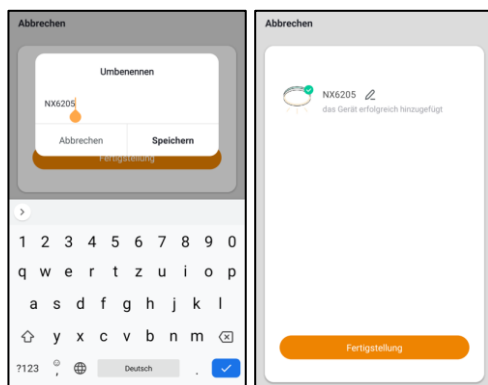 Abbrechen
Umbenennen
NX6205
Abbrechen
Speichern
Fertigstellung
1 2 3 4 5 6 7 8 9 0
q w e r t z u i o p
a s d f g h j k l
y x c v b n m
?123 , Deutsch .
Abbrechen
NX6205
das Gerät erfolgreich hinzugefügt
Fertigstellung